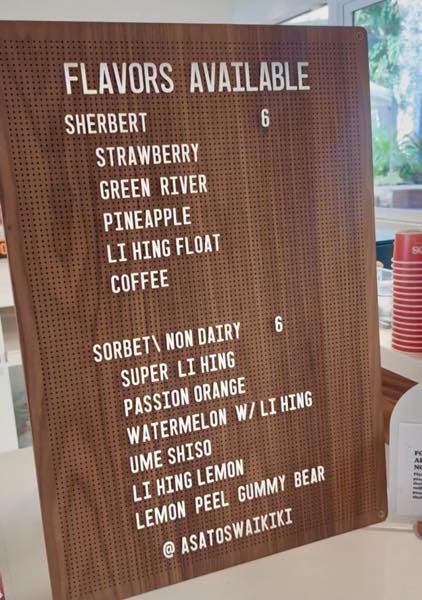 FLAVORS AVAILABLE
SHERBERT 6
STRAWBERRY
GREEN RIVER
PINEAPPLE
LI HING FLOAT
COFFEE
SORBET\ NON DAIRY 6
SUPER LI HING
PASSION ORANGE
WATERMELON W/ LI HING
UME SHISO
LI HING LEMON
LEMON PEEL GUMMY BEAR
@ ASATOSWAIKIKI